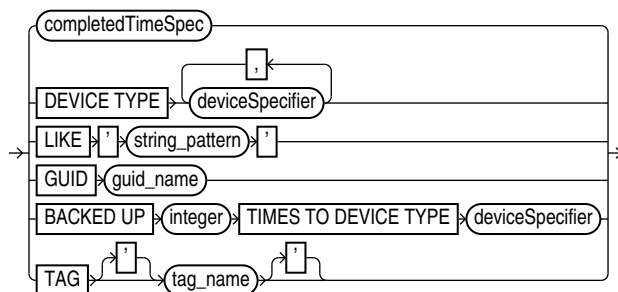 completedTimeSpec
,
DEVICE TYPE deviceSpecifier
LIKE ' string_pattern '
GUID guid_name
BACKED UP integer TIMES TO DEVICE TYPE deviceSpecifier
' '
TAG tag_name